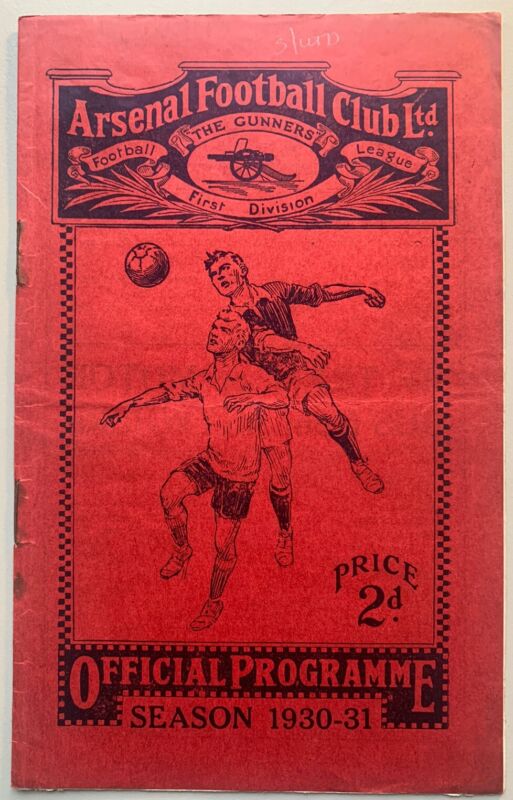 Arsenal Football Club Ltd.
"THE GUNNERS"
Football League
First Division
PRICE
2d.
OFFICIAL PROGRAMME
SEASON 1930-31